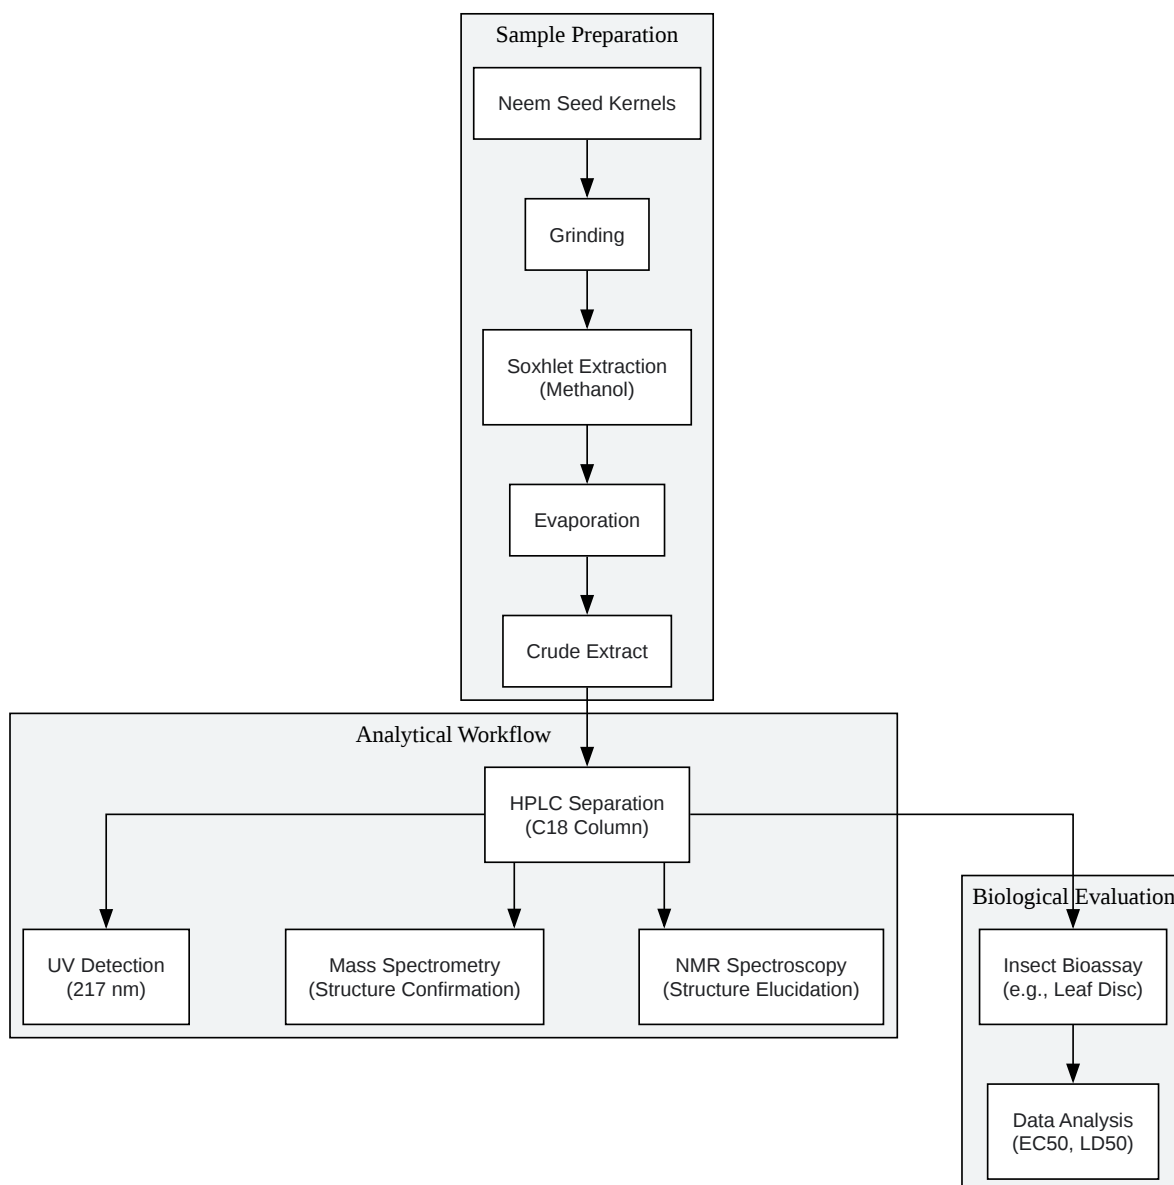 Sample Preparation
Neem Seed Kernels
Grinding
Soxhlet Extraction
(Methanol)
Evaporation
Crude Extract
Analytical Workflow
HPLC Separation
(C18 Column)
UV Detection
(217 nm)
Mass Spectrometry
(Structure Confirmation)
NMR Spectroscopy
(Structure Elucidation)
Biological Evaluation
Insect Bioassay
(e.g., Leaf Disc)
Data Analysis
(EC50, LD50)